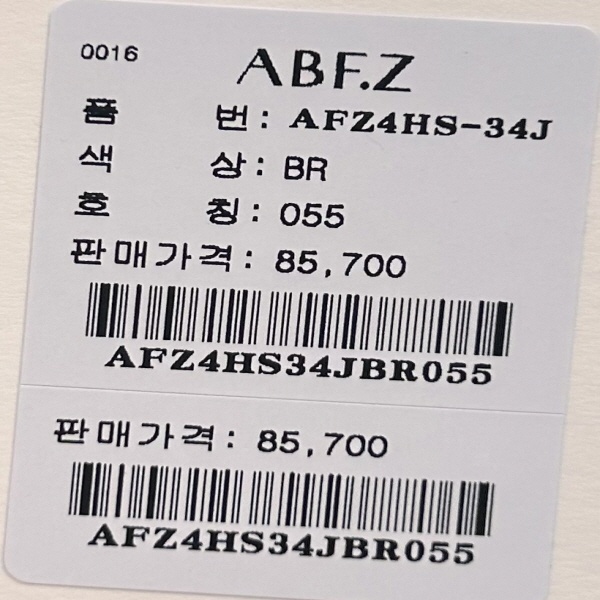 0016 ABF.Z
품 번: AFZ4HS-34J
색 상: BR
호 칭: 055
판매가격: 85,700
AFZ4HS34JBR055
판매가격: 85,700
AFZ4HS34JBR055